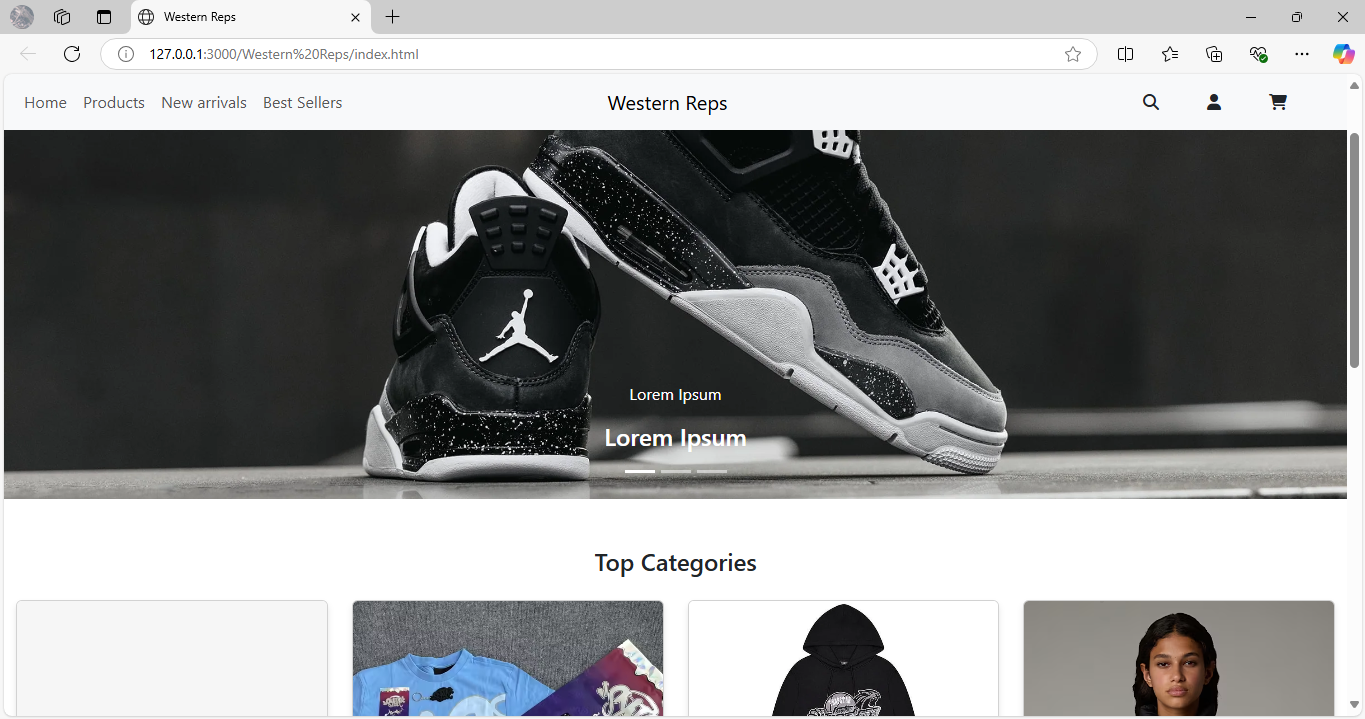 Western Reps
127.0.0.1:3000/Western%20Reps/index.html
Home Products New arrivals Best Sellers Western Reps
Lorem Ipsum
Lorem Ipsum
Top Categories